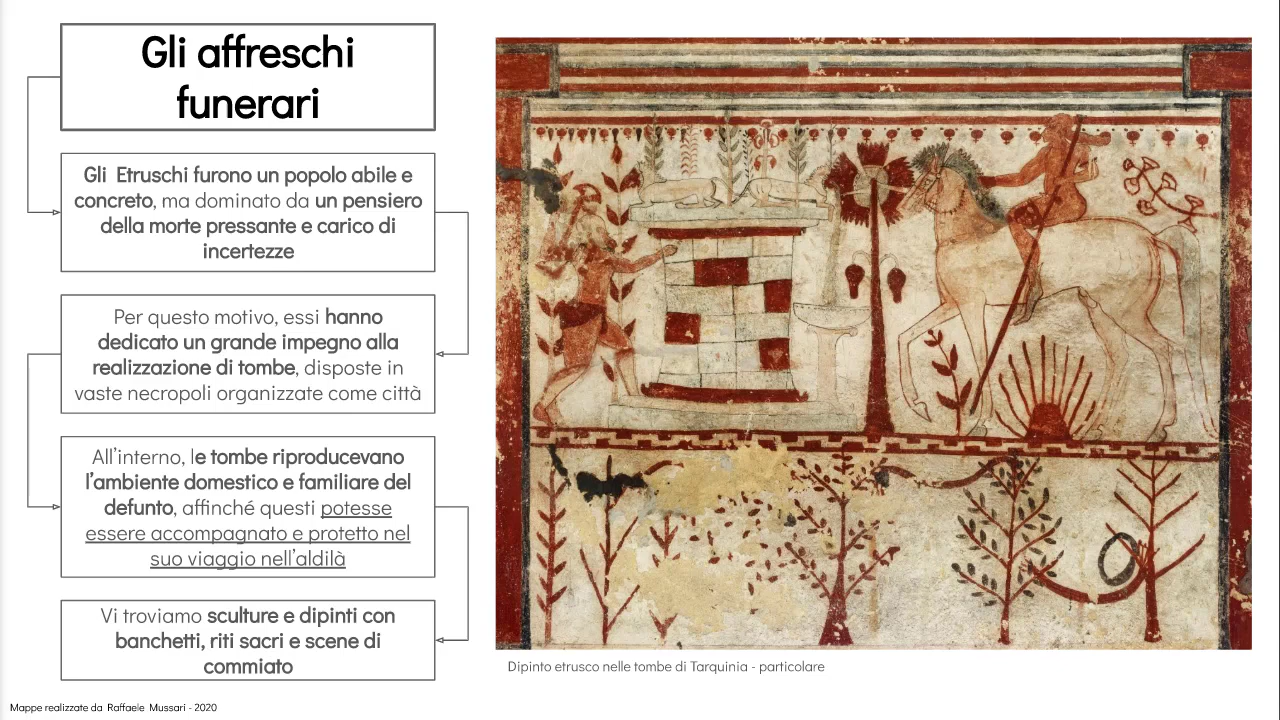 Gli affreschi
funerari
Gli Etruschi furono un popolo abile e
concreto, ma dominato da un pensiero
della morte pressante e carico di
incertezze
Per questo motivo, essi hanno
dedicato un grande impegno alla
realizzazione di tombe, disposte in
vaste necropoli organizzate come città
All'interno, le tombe riproducevano
l'ambiente domestico e familiare del
defunto, affinché questi potesse
essere accompagnato e protetto nel
suo viaggio nell'aldilà
Vi troviamo sculture e dipinti con
banchetti, riti sacri e scene di
commiato
Dipinto etrusco nelle tombe di Tarquinia - particolare
Mappe realizzate da Raffaele Mussari - 2020